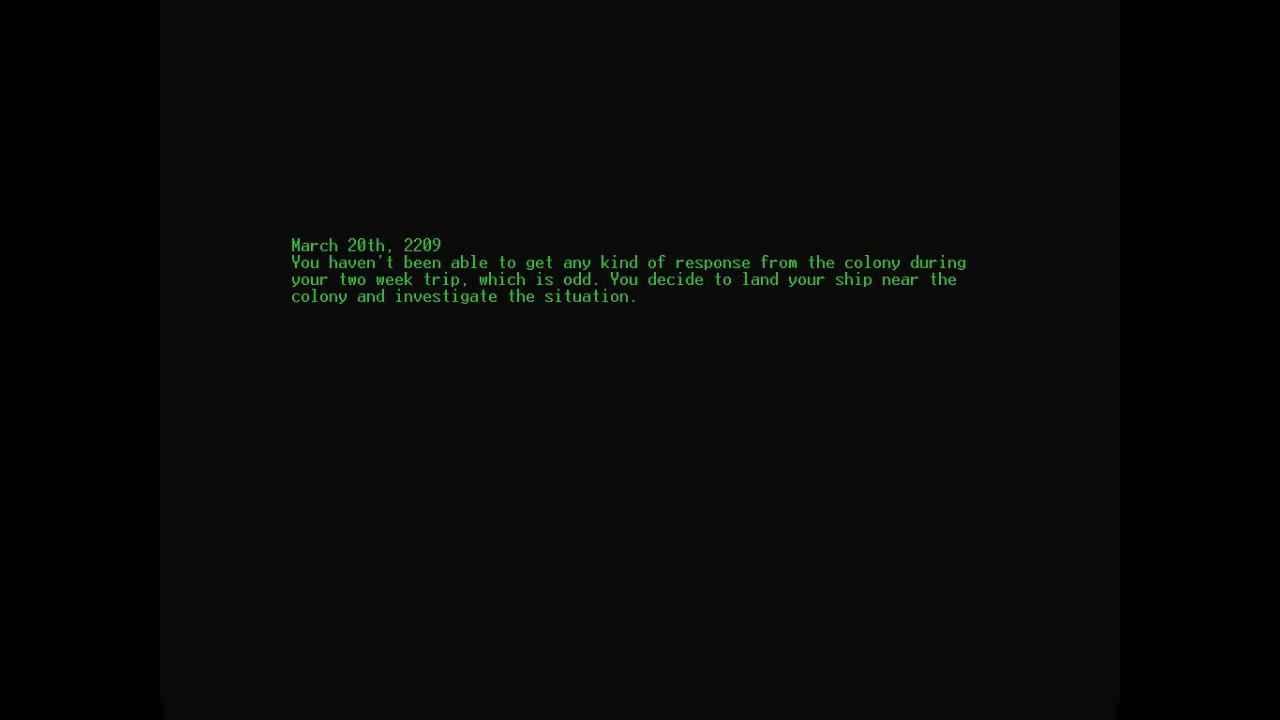 March 20th, 2209
You haven't been able to get any kind of response from the colony during
your two week trip, which is odd. You decide to land your ship near the
colony and investigate the situation.